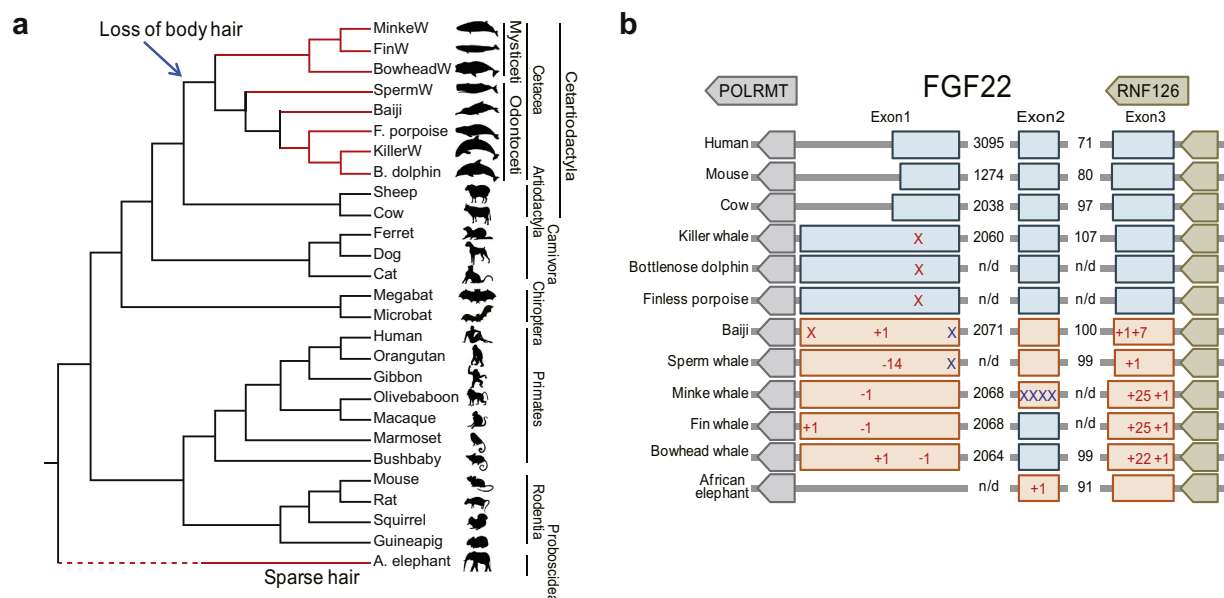 a
Loss of body hair
MinkeW
FinW
BowheadW
SpermW
Baiji
F. porpoise
KillerW
B. dolphin
Sheep
Cow
Ferret
Dog
Cat
Megabat
Microbat
Human
Orangutan
Gibbon
Olivebaboon
Macaque
Marmoset
Bushbaby
Mouse
Rat
Squirrel
Guineapig
A. elephant
Sparse hair
Mysticeti
Odontoceti
Cetacea
Artiodactyla
Cetartiodactyla
Carnivora
Chiroptera
Primates
Rodentia
Proboscidea
b
POLRMT FGF22 RNF126
Exon1 Exon2 Exon3
Human 3095 71
Mouse 1274 80
Cow 2038 97
Killer whale X 2060 107
Bottlenose dolphin X n/d n/d
Finless porpoise X n/d n/d
Baiji X +1 X 2071 100 +1+7
Sperm whale -14 X n/d 99 +1
Minke whale -1 2068 XXXX n/d +25 +1
Fin whale +1 -1 2068 n/d +25 +1
Bowhead whale +1 -1 2064 99 +22 +1
African
elephant n/d +1 91